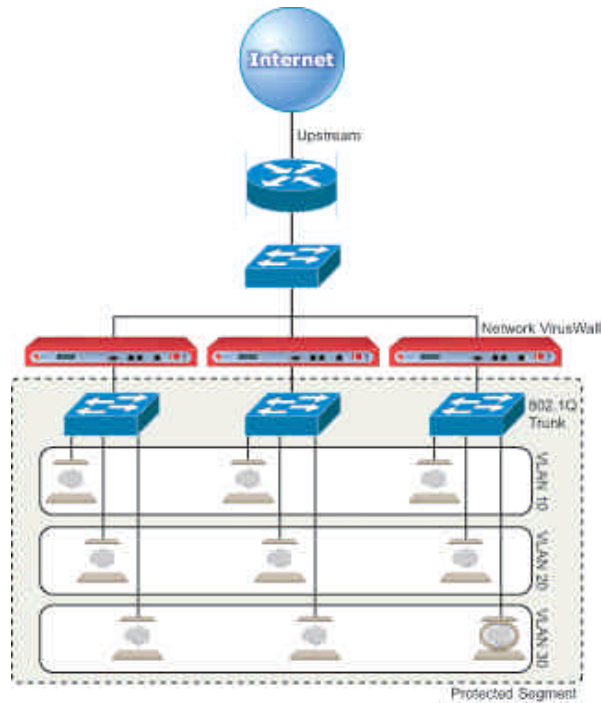 Internet
Upstream
Network VirusWall
802.1Q
Trunk
VLAN 10
VLAN 20
VLAN 30
Protected Segment